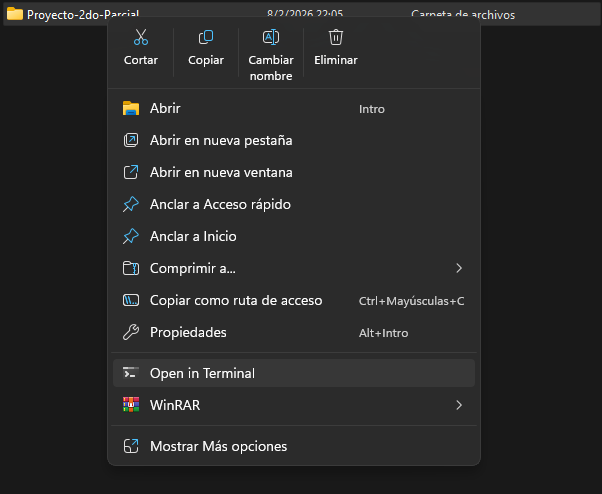 Proyecto-2do-Parcial 8/2/2026 22:05 Carpeta de archivos
Cortar Copiar Cambiar nombre Eliminar
Abrir Intro
Abrir en nueva pestaña
Abrir en nueva ventana
Anclar a Acceso rápido
Anclar a Inicio
Comprimir a...
Copiar como ruta de acceso Ctrl+Mayúsculas+C
Propiedades Alt+Intro
Open in Terminal
WinRAR
Mostrar Más opciones